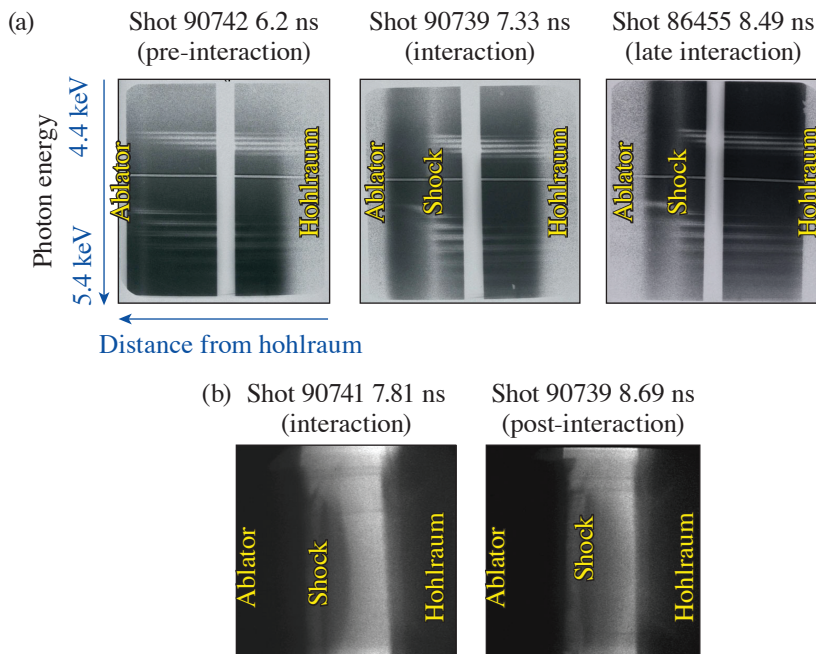 (a)
Shot 90742 6.2 ns
(pre-interaction)
Shot 90739 7.33 ns
(interaction)
Shot 86455 8.49 ns
(late interaction)
Photon energy
4.4 keV
5.4 keV
Ablator
Hohlraum
Ablator
Shock
Hohlraum
Ablator
Shock
Hohlraum
Distance from hohlraum
(b)
Shot 90741 7.81 ns
(interaction)
Shot 90739 8.69 ns
(post-interaction)
Ablator
Shock
Hohlraum
Ablator
Shock
Hohlraum